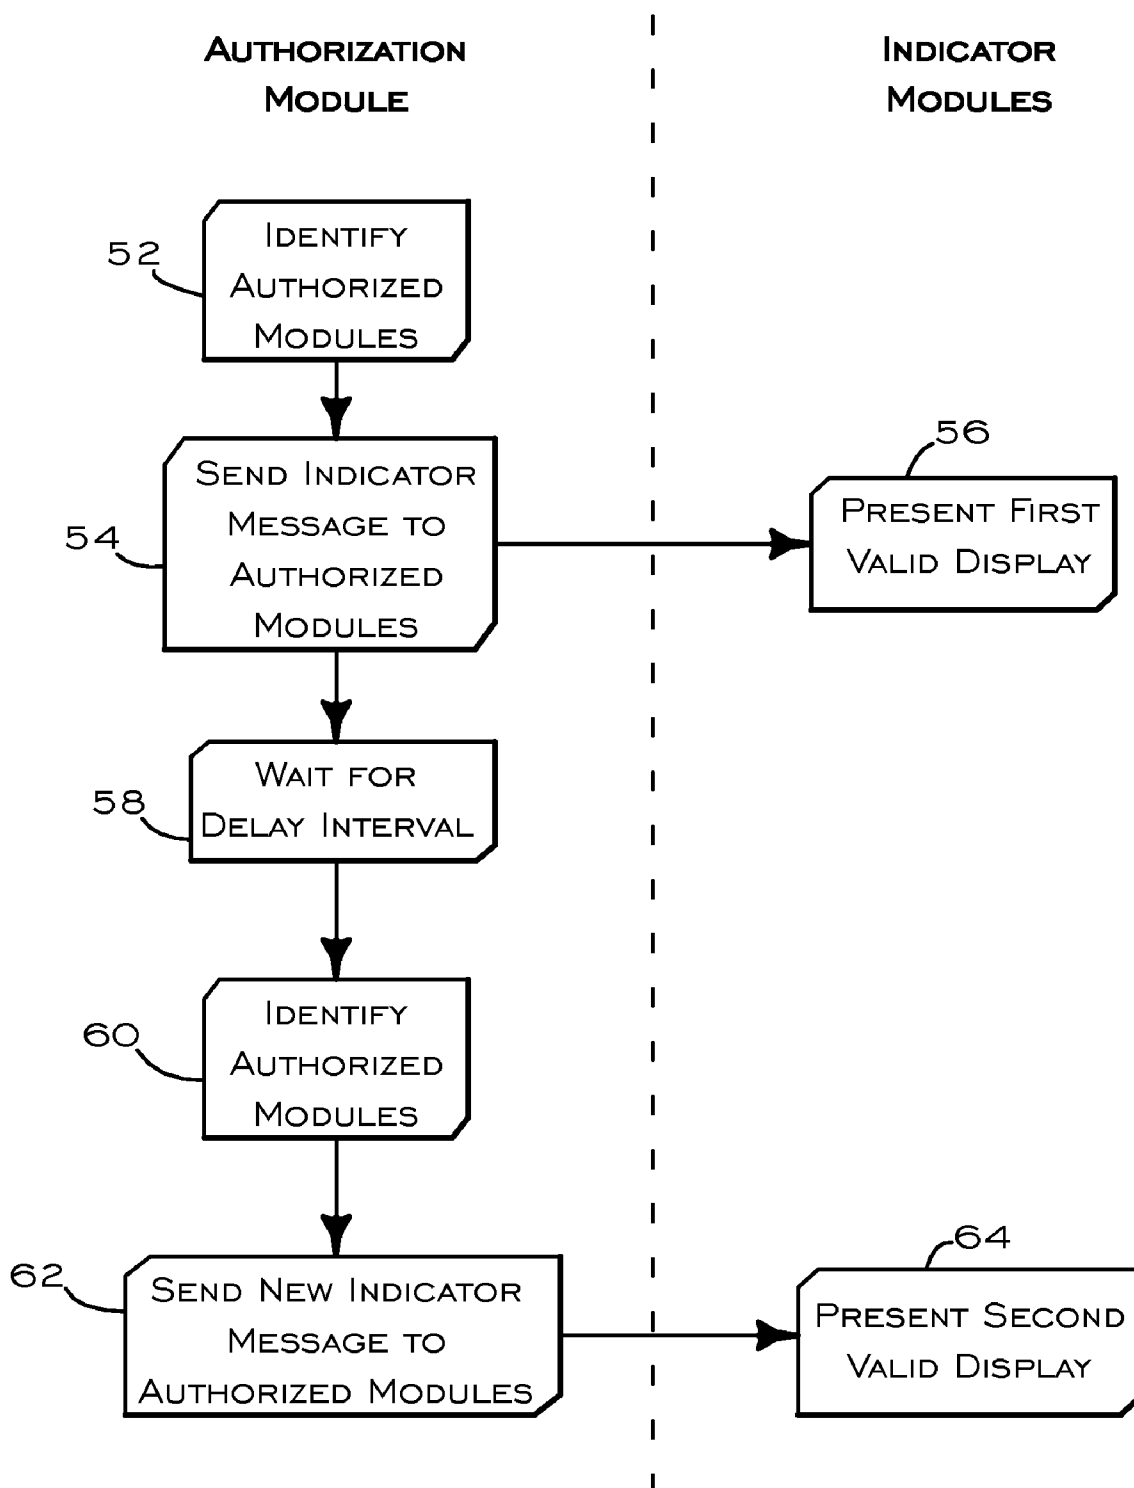 AUTHORIZATION
MODULE
INDICATOR
MODULES
52
IDENTIFY
AUTHORIZED
MODULES
54
SEND INDICATOR
MESSAGE TO
AUTHORIZED
MODULES
56
PRESENT FIRST
VALID DISPLAY
58
WAIT FOR
DELAY INTERVAL
60
IDENTIFY
AUTHORIZED
MODULES
62
SEND NEW INDICATOR
MESSAGE TO
AUTHORIZED MODULES
64
PRESENT SECOND
VALID DISPLAY